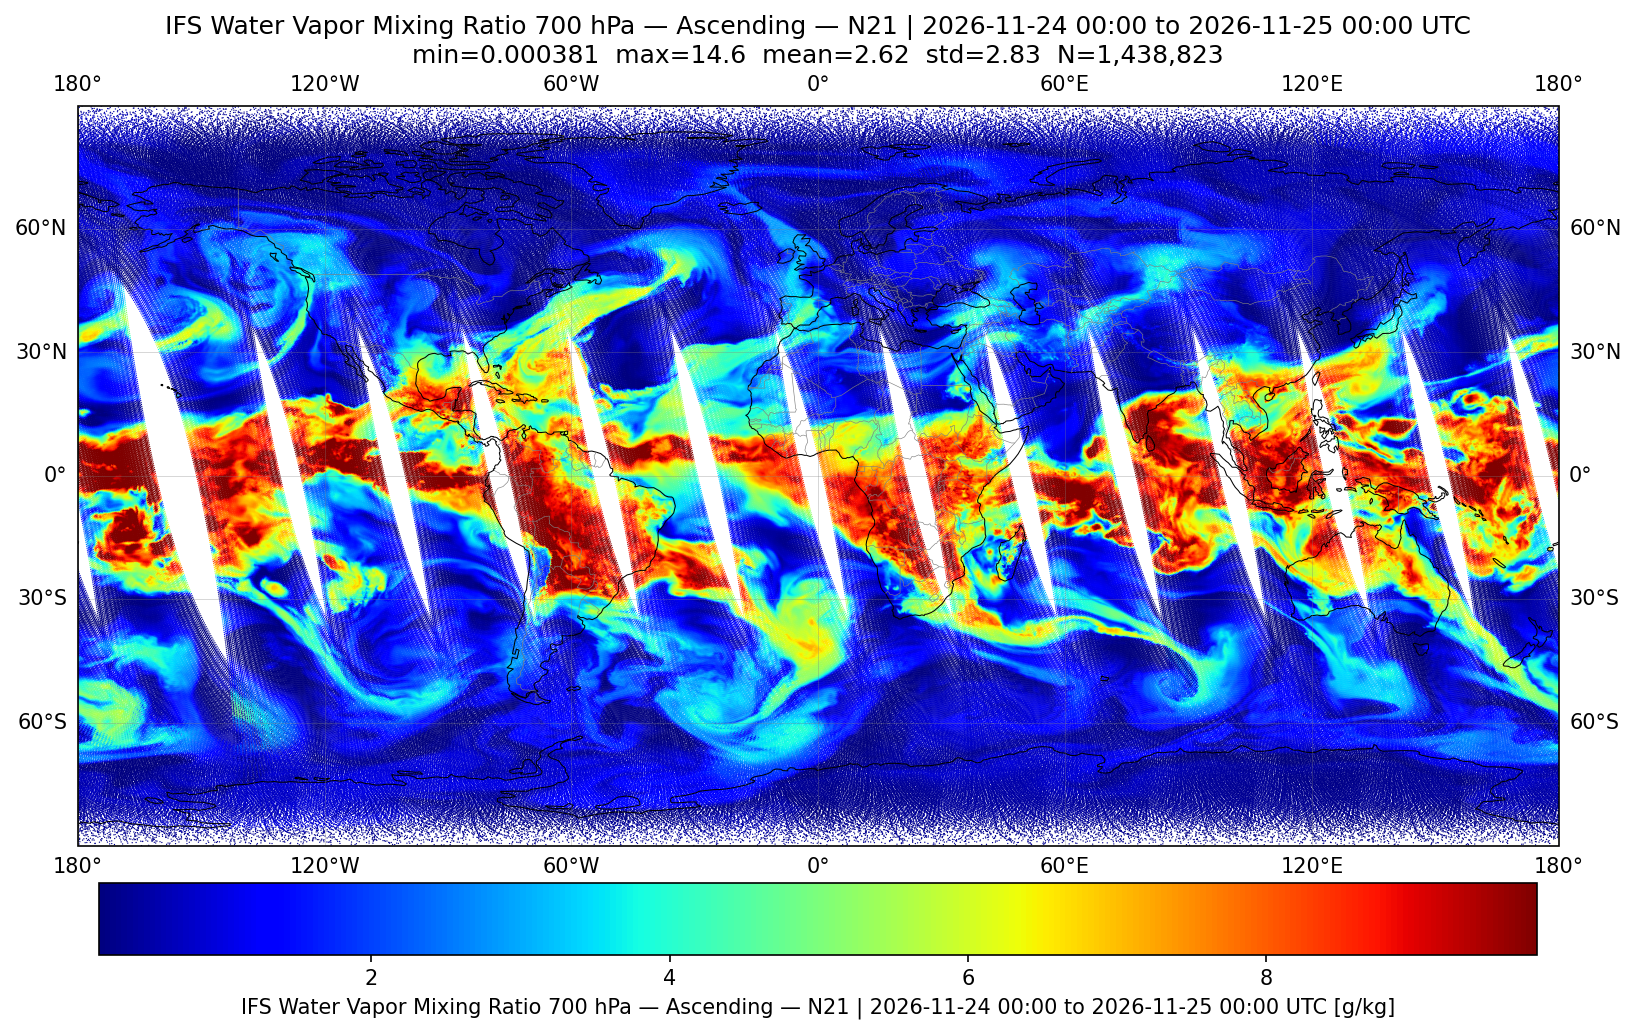 IFS Water Vapor Mixing Ratio 700 hPa — Ascending — N21 | 2026-11-24 00:00 to 2026-11-25 00:00 UTC
min=0.000381 max=14.6 mean=2.62 std=2.83 N=1,438,823
180° 120°W 60°W 0° 60°E 120°E 180°
60°N 60°N
30°N 30°N
0° 0°
30°S 30°S
60°S 60°S
180° 120°W 60°W 0° 60°E 120°E 180°
2 4 6 8
IFS Water Vapor Mixing Ratio 700 hPa — Ascending — N21 | 2026-11-24 00:00 to 2026-11-25 00:00 UTC [g/kg]